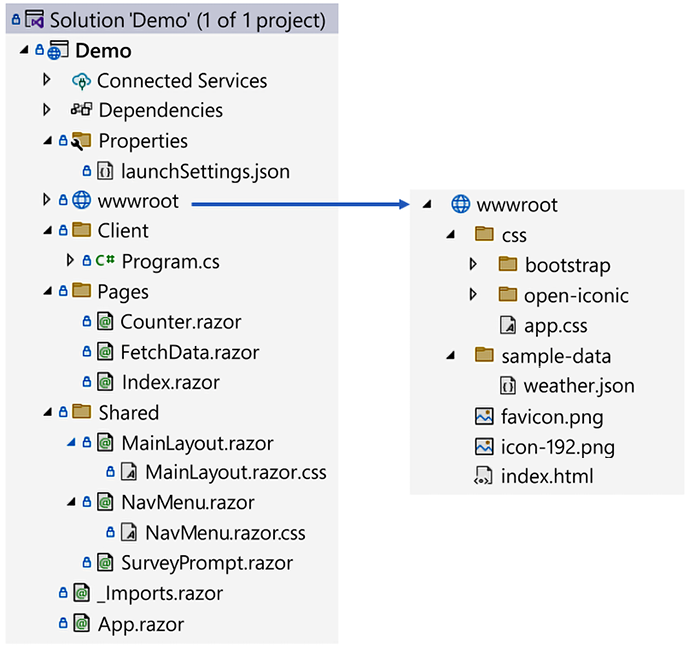 Solution 'Demo' (1 of 1 project)
Demo
Connected Services
Dependencies
Properties
launchSettings.json
wwwroot
Client
C# Program.cs
Pages
Counter.razor
FetchData.razor
Index.razor
Shared
MainLayout.razor
MainLayout.razor.css
NavMenu.razor
NavMenu.razor.css
SurveyPrompt.razor
_Imports.razor
App.razor
wwwroot
css
bootstrap
open-iconic
app.css
sample-data
weather.json
favicon.png
icon-192.png
index.html